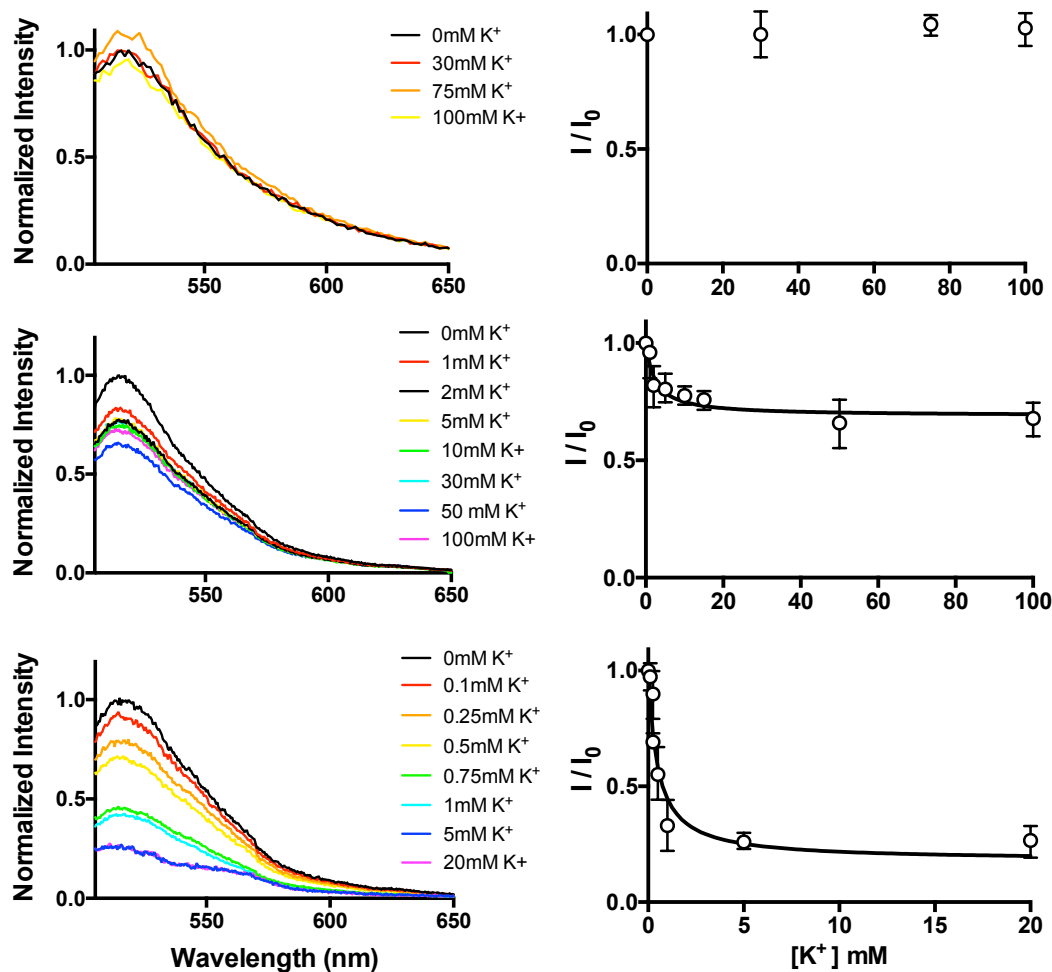 Normalized Intensity
1.0
0.5
0.0
550
600
650
0mM K⁺
30mM K⁺
75mM K⁺
100mM K+
I / I₀
1.0
0.5
0.0
0
20
40
60
80
100
Normalized Intensity
1.0
0.5
0.0
550
600
650
0mM K⁺
1mM K⁺
2mM K⁺
5mM K⁺
10mM K+
30mM K⁺
50 mM K⁺
100mM K+
I / I₀
1.0
0.5
0.0
0
20
40
60
80
100
Normalized Intensity
1.0
0.5
0.0
550
600
650
Wavelength (nm)
0mM K⁺
0.1mM K⁺
0.25mM K⁺
0.5mM K⁺
0.75mM K⁺
1mM K⁺
5mM K⁺
20mM K+
I / I₀
1.0
0.5
0.0
0
5
10
15
20
[K⁺] mM